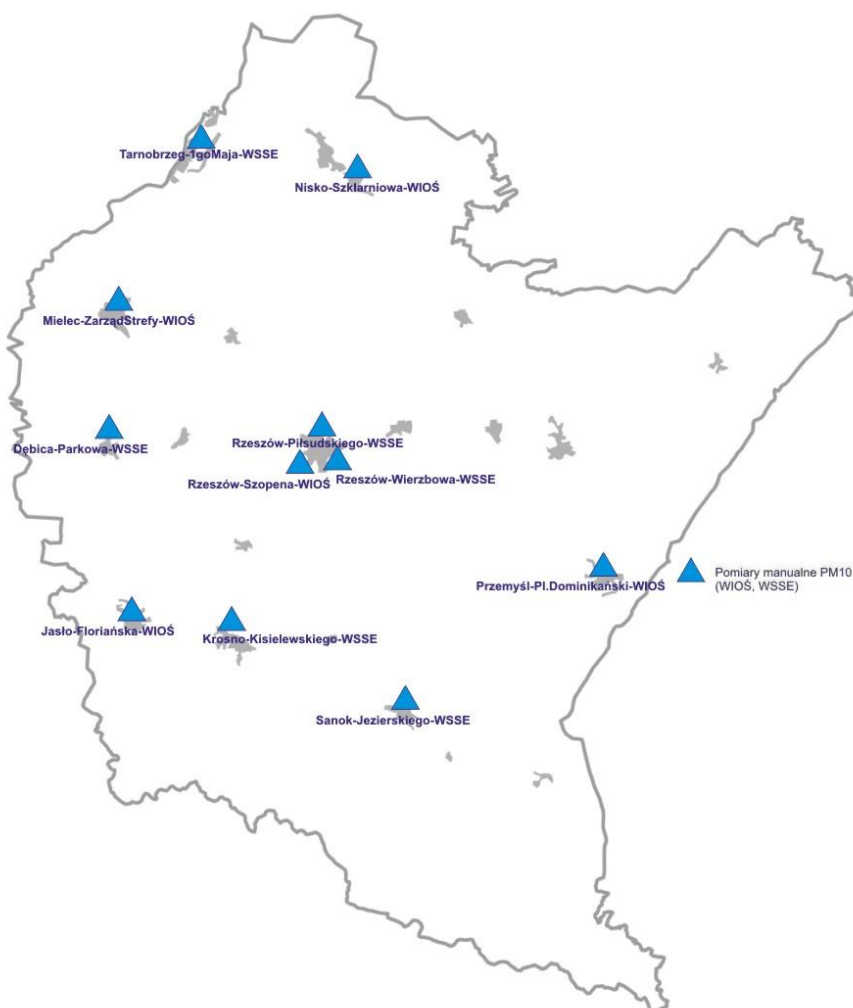 Tarnobrzeg-1goMaja-WSSE
Nisko-Szklarniowa-WIOŚ
Mielec-ZarządStrefy-WIOŚ
Dębica-Parkowa-WSSE
Rzeszów-Piłsudskiego-WSSE
Rzeszów-Szopena-WIOŚ
Rzeszów-Wierzbowa-WSSE
Przemyśl-Pl.Dominikański-WIOŚ
Pomiary manualne PM10
(WIOŚ, WSSE)
Jasło-Floriańska-WIOŚ
Krosno-Kisielewskiego-WSSE
Sanok-Jezierskiego-WSSE